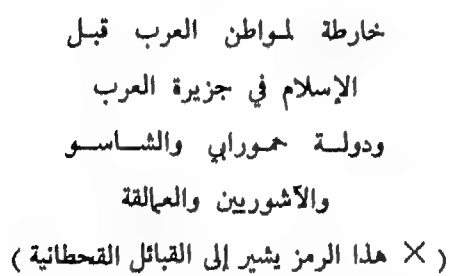 خارطة لمواطن العرب قبل
الإسلام في جزيرة العرب
ودولة حمورابي والشاسو
والآشوريين والعمالقة
( × هذا الرمز يشير إلى القبائل القحطانية )